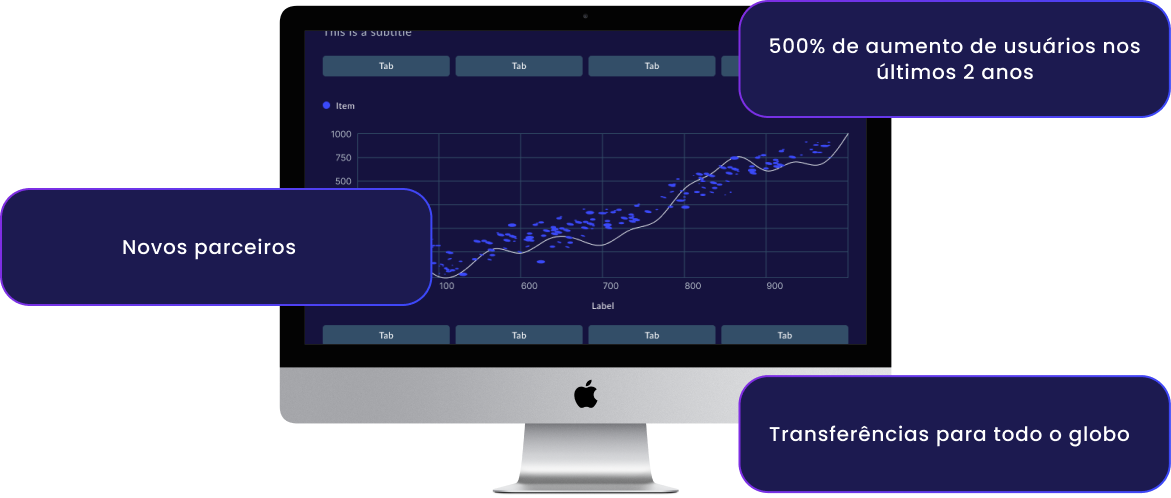 This is a subtitle
500% de aumento de usuários nos
últimos 2 anos
Tab Tab Tab
Item
1000
750
500
Novos parceiros
100 600 700 800 900
Label
Tab Tab Tab Tab
Transferências para todo o globo